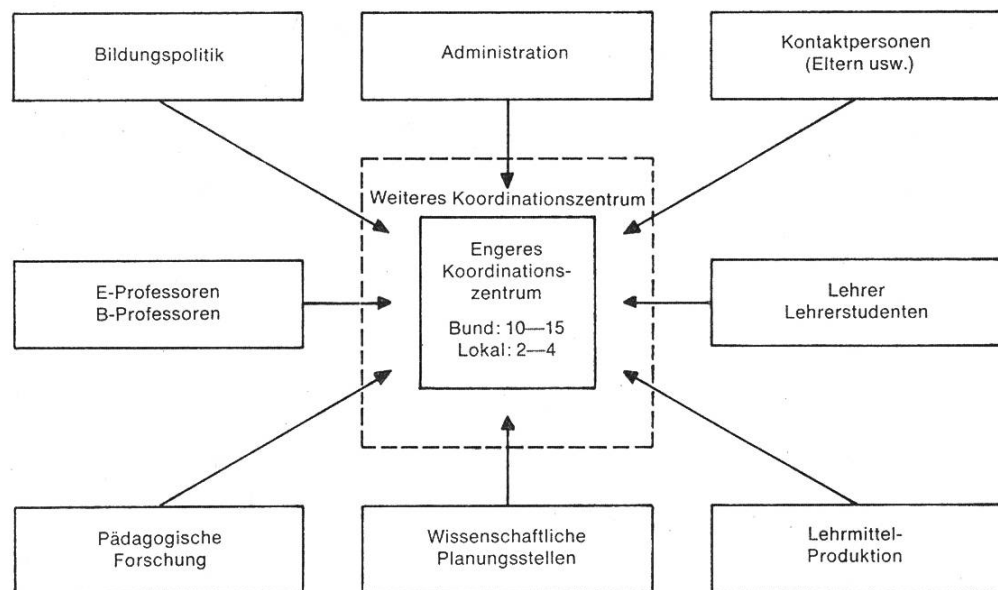 Bildungspolitik
Administration
Kontaktpersonen
(Eltern usw.)
Weiteres Koordinationszentrum
E-Professoren
B-Professoren
Engeres
Koordinations-
zentrum
Bund: 10—15
Lokal: 2—4
Lehrer
Lehrerstudenten
Pädagogische
Forschung
Wissenschaftliche
Planungsstellen
Lehrmittel-
Produktion